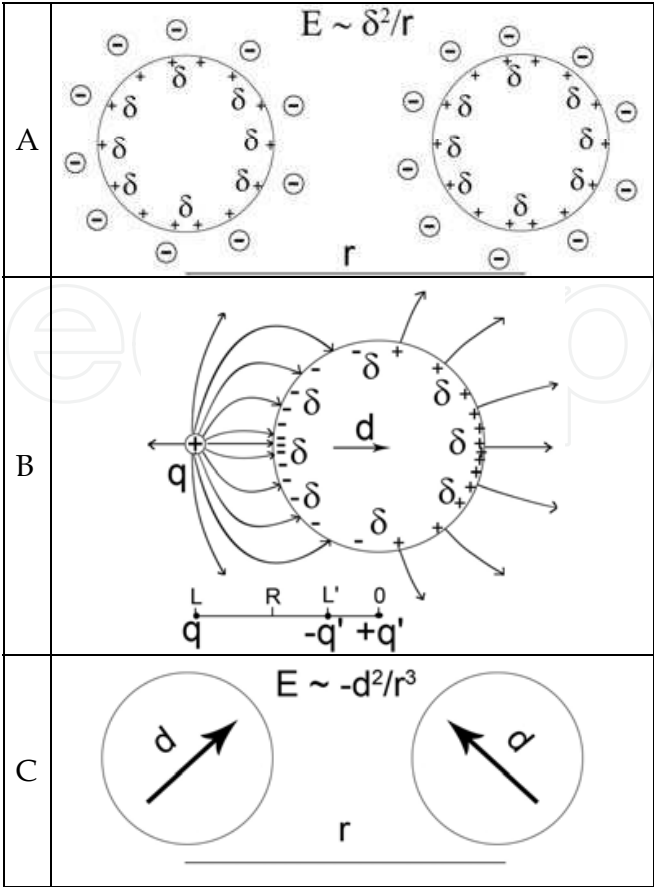 A
E ~ δ²/r
- - - - - -
- + δ + - - + δ + -
+ δ δ + + δ δ +
- + δ δ + - - + δ δ + -
- + δ δ + - - + δ δ + -
- + + δ + + - - + + δ + + -
- - - -
r
B
- δ +
- δ δ +
+ - δ d δ +
q
- δ δ +
- δ +
L R L' 0
q -q' +q'
C
E ~ -d²/r³
d d
r